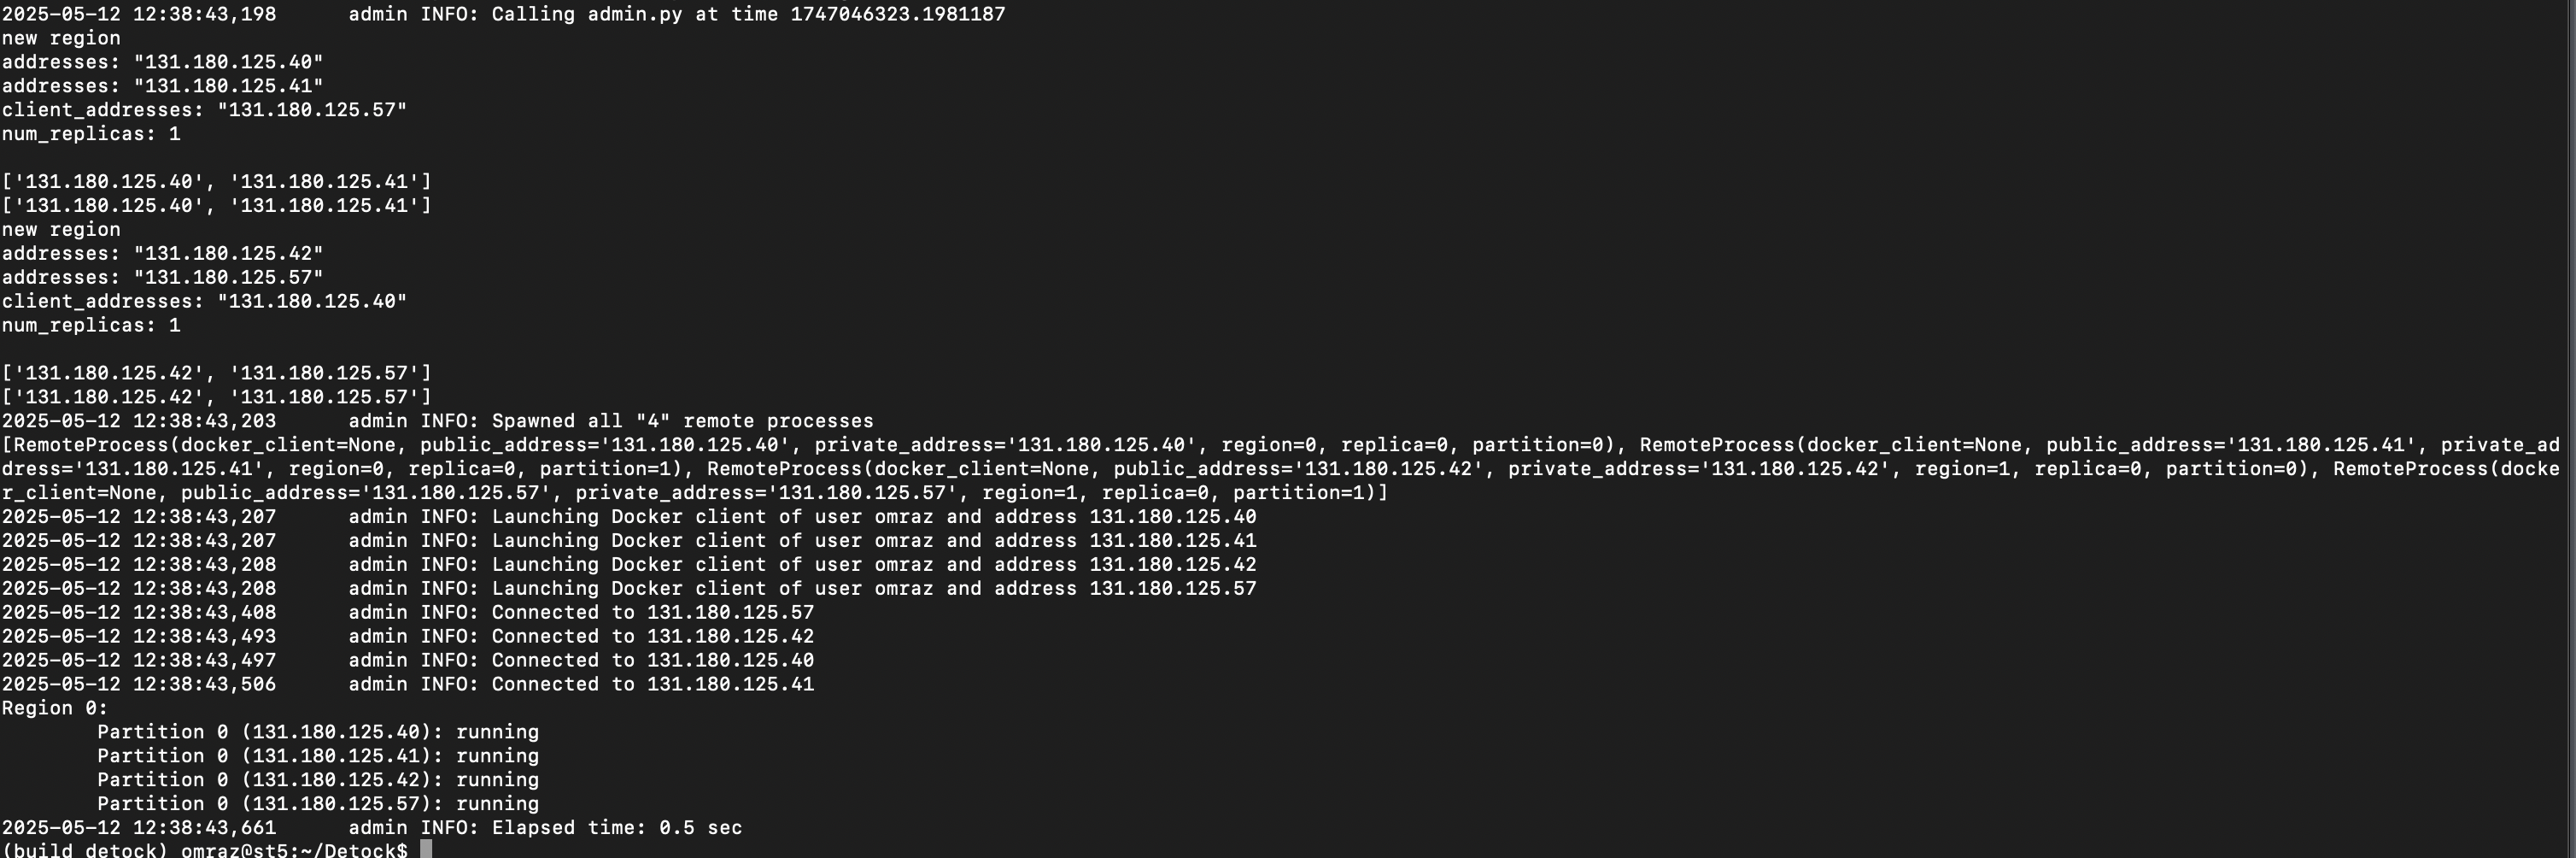 2025-05-12 12:38:43,198      admin INFO: Calling admin.py at time 1747046323.1981187
new region
addresses: "131.180.125.40"
addresses: "131.180.125.41"
client_addresses: "131.180.125.57"
num_replicas: 1

['131.180.125.40', '131.180.125.41']
['131.180.125.40', '131.180.125.41']
new region
addresses: "131.180.125.42"
addresses: "131.180.125.57"
client_addresses: "131.180.125.40"
num_replicas: 1

['131.180.125.42', '131.180.125.57']
['131.180.125.42', '131.180.125.57']
2025-05-12 12:38:43,203      admin INFO: Spawned all "4" remote processes
[RemoteProcess(docker_client=None, public_address='131.180.125.40', private_address='131.180.125.40', region=0, replica=0, partition=0), RemoteProcess(docker_client=None, public_address='131.180.125.41', private_ad
dress='131.180.125.41', region=0, replica=0, partition=1), RemoteProcess(docker_client=None, public_address='131.180.125.42', private_address='131.180.125.42', region=1, replica=0, partition=0), RemoteProcess(docke
r_client=None, public_address='131.180.125.57', private_address='131.180.125.57', region=1, replica=0, partition=1)]
2025-05-12 12:38:43,207      admin INFO: Launching Docker client of user omraz and address 131.180.125.40
2025-05-12 12:38:43,207      admin INFO: Launching Docker client of user omraz and address 131.180.125.41
2025-05-12 12:38:43,208      admin INFO: Launching Docker client of user omraz and address 131.180.125.42
2025-05-12 12:38:43,208      admin INFO: Launching Docker client of user omraz and address 131.180.125.57
2025-05-12 12:38:43,408      admin INFO: Connected to 131.180.125.57
2025-05-12 12:38:43,493      admin INFO: Connected to 131.180.125.42
2025-05-12 12:38:43,497      admin INFO: Connected to 131.180.125.40
2025-05-12 12:38:43,506      admin INFO: Connected to 131.180.125.41
Region 0:
        Partition 0 (131.180.125.40): running
        Partition 0 (131.180.125.41): running
        Partition 0 (131.180.125.42): running
        Partition 0 (131.180.125.57): running
2025-05-12 12:38:43,661      admin INFO: Elapsed time: 0.5 sec
(build_detock) omraz@st5:~/Detock$